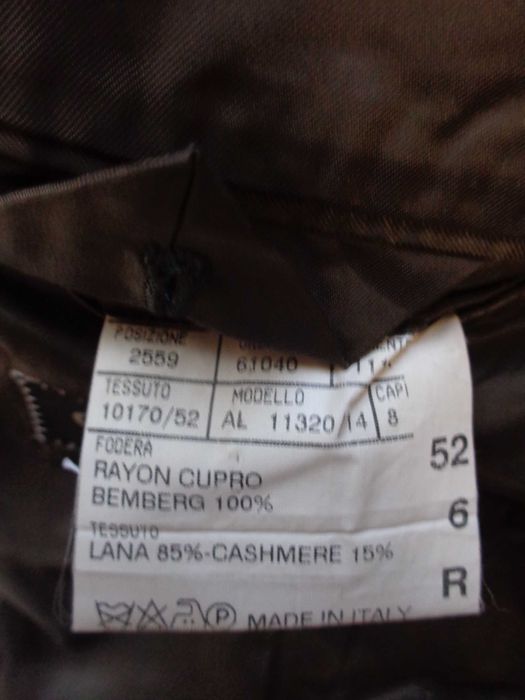 POSIZIONE
2559 61040
TESSUTO MODELLO CAPI
10170/52 AL 11320 14 8
FODERA
RAYON CUPRO
BEMBERG 100%
52
6
TESSUTO
LANA 85%-CASHMERE 15%
R
P MADE IN ITALY